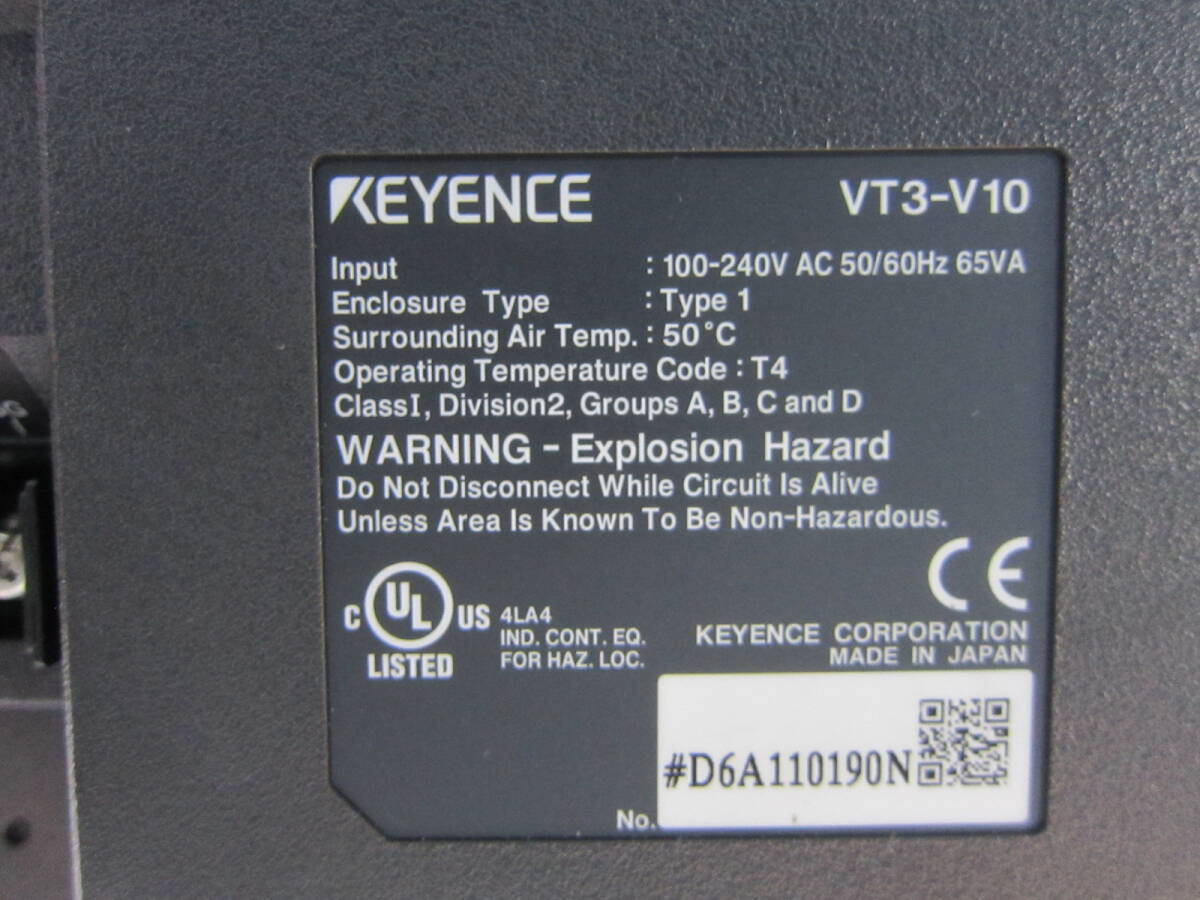 KEYENCE VT3-V10
Input : 100-240V AC 50/60Hz 65VA
Enclosure Type : Type 1
Surrounding Air Temp. : 50°C
Operating Temperature Code : T4
ClassI, Division2, Groups A, B, C and D
WARNING - Explosion Hazard
Do Not Disconnect While Circuit Is Alive
Unless Area Is Known To Be Non-Hazardous.
CE
C UL US LISTED
4LA4
IND. CONT. EQ.
FOR HAZ. LOC.
KEYENCE CORPORATION
MADE IN JAPAN
#D6A110190N
No.